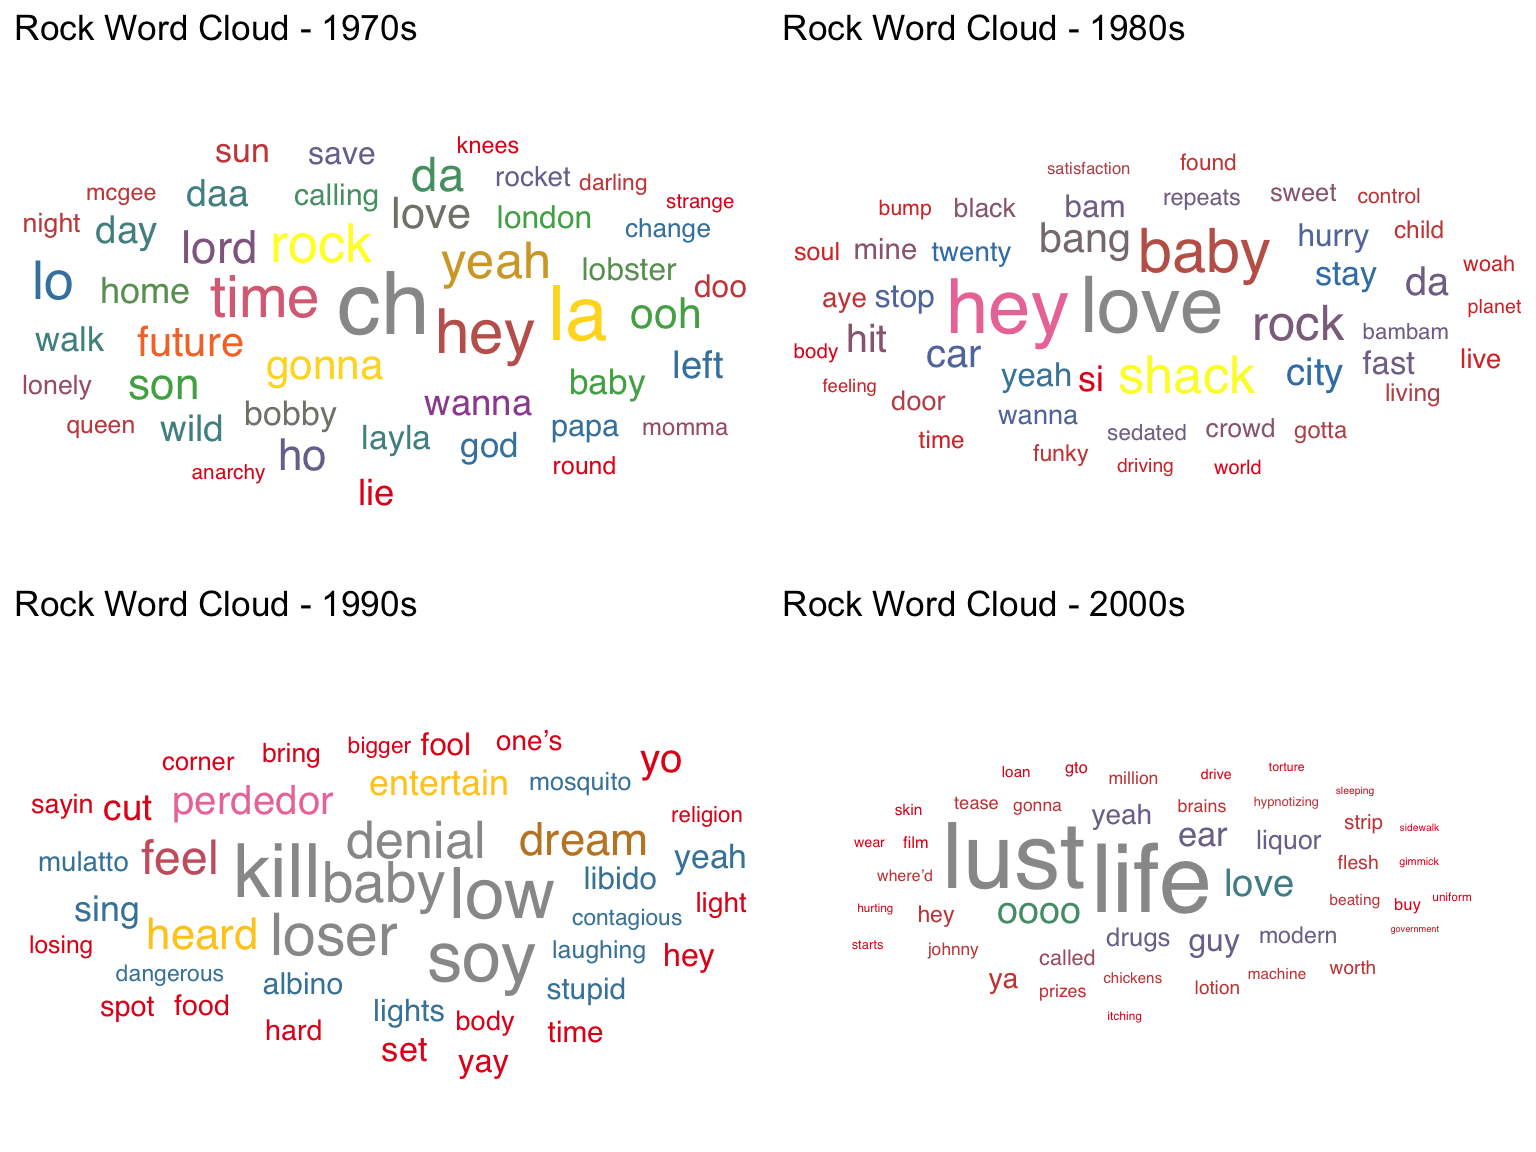 Rock Word Cloud - 1970s
knees
sun save
da rocket darling
mcgee daa calling strange
love london
night day change
lord rock
yeah lobster
lo home time ch doo
hey la ooh
walk future
gonna left
lonely son baby
wanna
queen wild bobby papa momma
layla god
ho round
anarchy
lie
Rock Word Cloud - 1980s
satisfaction found
bam repeats sweet control
bump black
bang baby hurry child
soul mine twenty
stay da woah
aye stop hey love planet
rock bambam
body hit car fast live
yeah si shack city
feeling living
door wanna
sedated crowd gotta
time funky
driving world
Rock Word Cloud - 1990s
bigger fool one’s
corner bring yo
entertain mosquito
sayin cut perdedor
denial dream religion
mulatto feel yeah
kill baby low libido
sing light
heard loser contagious
losing soy laughing hey
dangerous albino stupid
spot food lights
hard body time
set yay
Rock Word Cloud - 2000s
loan gto million drive torture
sleeping
skin tease gonna yeah brains hypnotizing
strip
wear film lust ear liquor sidewalk
flesh gimmick
where’d life love
beating buy uniform
hurting hey oooo
drugs guy modern government
starts johnny
called
ya chickens machine worth
prizes lotion
itching